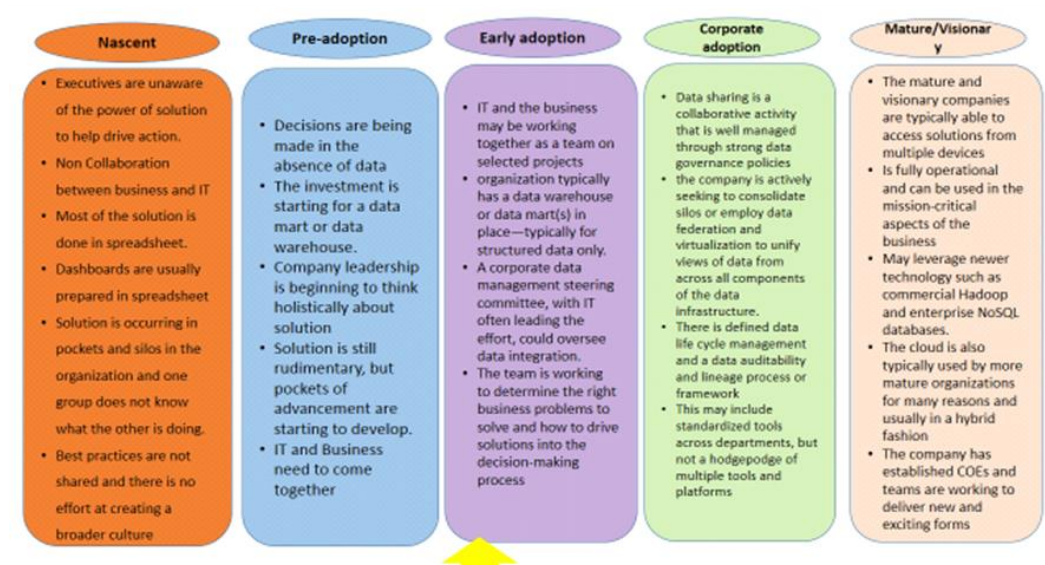 Nascent
Executives are unaware
of the power of solution
to help drive action.
Non Collaboration
between business and IT
Most of the solution is
done in spreadsheet.
Dashboards are usually
prepared in spreadsheet
Solution is occurring in
pockets and silos in the
organization and one
group does not know
what the other is doing.
Best practices are not
shared and there is no
effort at creating a
broader culture
Pre-adoption
Decisions are being
made in the
absence of data
The investment is
starting for a data
mart or data
warehouse.
Company leadership
is beginning to think
holistically about
solution
Solution is still
rudimentary, but
pockets of
advancement are
starting to develop.
IT and Business
need to come
together
Early adoption
IT and the business
may be working
together as a team on
selected projects
organization typically
has a data warehouse
or data mart(s) in
place—typically for
structured data only.
A corporate data
management steering
committee, with IT
often leading the
effort, could oversee
data integration.
The team is working
to determine the right
business problems to
solve and how to drive
solutions into the
decision-making
process
Corporate
adoption
Data sharing is a
collaborative activity
that is well managed
through strong data
governance policies
the company is actively
seeking to consolidate
silos or employ data
federation and
virtualization to unify
views of data from
across all components
of the data
infrastructure.
There is defined data
life cycle management
and a data auditability
and lineage process or
framework
This may include
standardized tools
across departments, but
not a hodgepodge of
multiple tools and
platforms
Mature/Visionar
y
The mature and
visionary companies
are typically able to
access solutions from
multiple devices
Is fully operational
and can be used in the
mission-critical
aspects of the
business
May leverage newer
technology such as
commercial Hadoop
and enterprise NoSQL
databases.
The cloud is also
typically used by more
mature organizations
for many reasons and
usually in a hybrid
fashion
The company has
established COEs and
teams are working to
deliver new and
exciting forms